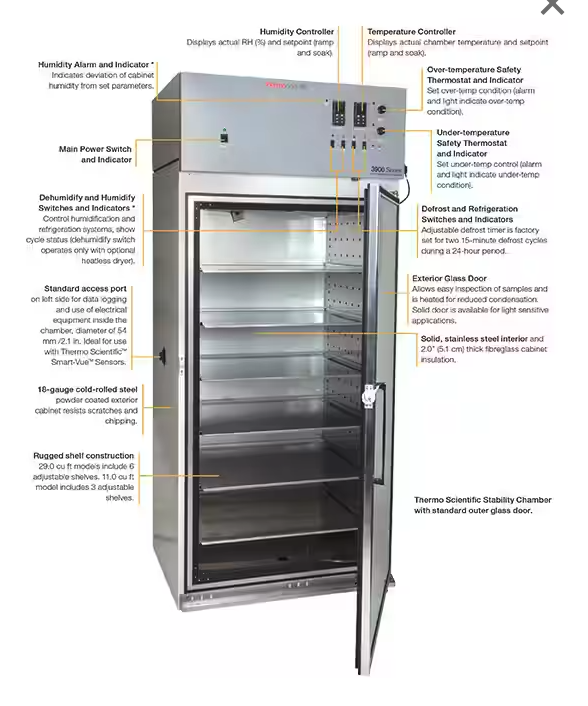 Humidity Controller
Displays actual RH (%) and setpoint (ramp
and soak).
Temperature Controller
Displays actual chamber temperature and setpoint
(ramp and soak).
Humidity Alarm and Indicator *
Indicates deviation of cabinet
humidity from set parameters.
Over-temperature Safety
Thermostat and Indicator
Set over-temp condition (alarm
and light indicate over-temp
condition).
Main Power Switch
and Indicator
Under-temperature
Safety Thermostat
and Indicator
Set under-temp control (alarm
and light indicate under-temp
condition).
3900 Series
Dehumidify and Humidify
Switches and Indicators *
Control humidification and
refrigeration systems, show
cycle status (dehumidify switch
operates only with optional
heatless dryer).
Defrost and Refrigeration
Switches and Indicators
Adjustable defrost timer is factory
set for two 15-minute defrost cycles
during a 24-hour period.
Exterior Glass Door
Allows easy inspection of samples and
is heated for reduced condensation.
Solid door is available for light sensitive
applications.
Standard access port
on left side for data logging
and use of electrical
equipment inside the
chamber, diameter of 54
mm /2.1 in. Ideal for use
with Thermo Scientific™
Smart-Vue™ Sensors.
Solid, stainless steel interior and
2.0" (5.1 cm) thick fibreglass cabinet
insulation.
18-gauge cold-rolled steel
powder coated exterior
cabinet resists scratches and
chipping.
Rugged shelf construction
29.0 cu ft models include 6
adjustable shelves. 11.0 cu ft
model includes 3 adjustable
shelves.
Thermo Scientific Stability Chamber
with standard outer glass door.